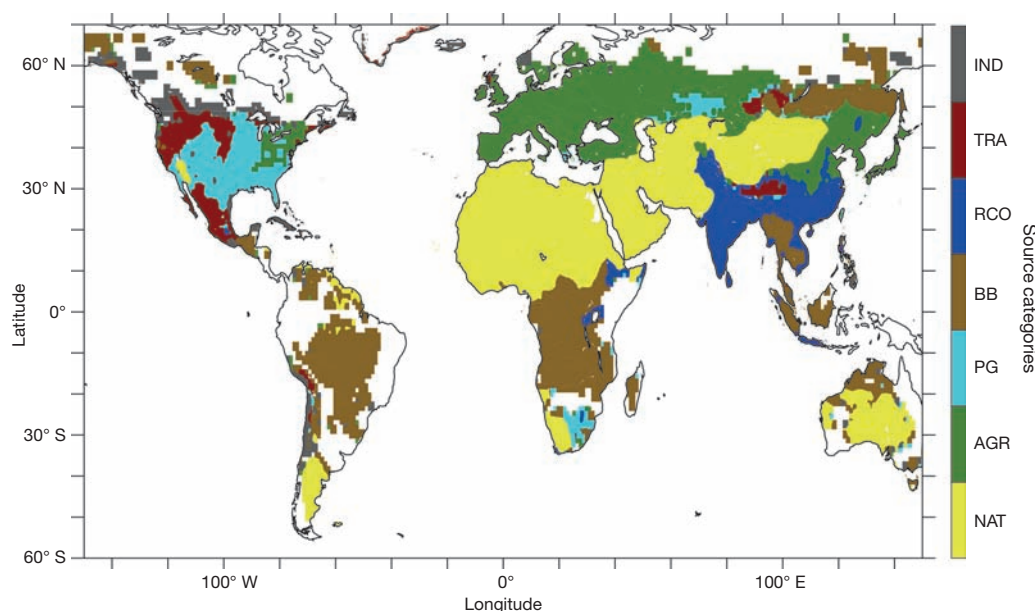 60° N
30° N
0°
30° S
60° S
Latitude
100° W
0°
100° E
Longitude
IND
TRA
RCO
BB
PG
AGR
NAT
Source categories